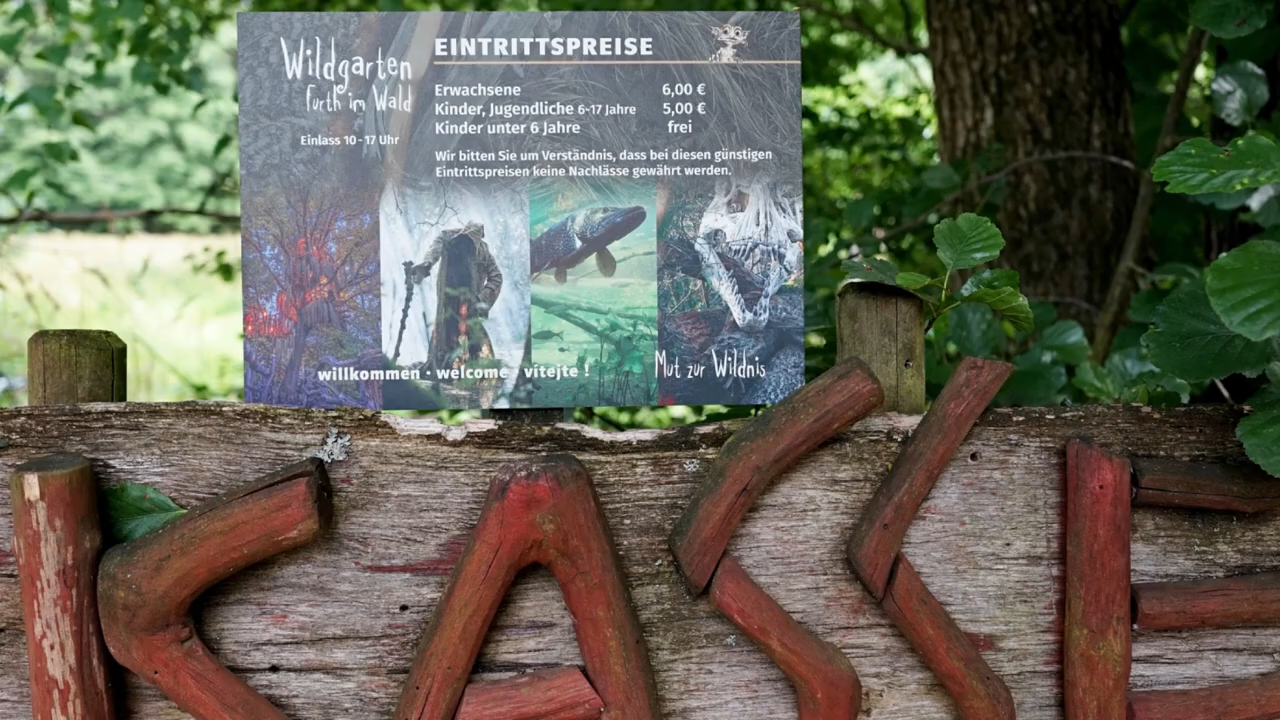 Wildgarten
Furth im Wald
Einlass 10 - 17 Uhr
EINTRITTSPREISE
Erwachsene 6,00 €
Kinder, Jugendliche 6-17 Jahre 5,00 €
Kinder unter 6 Jahre frei
Wir bitten Sie um Verständnis, dass bei diesen günstigen
Eintrittspreisen keine Nachlässe gewährt werden.
willkommen · welcome · vítejte !
Mut zur Wildnis
KASSE